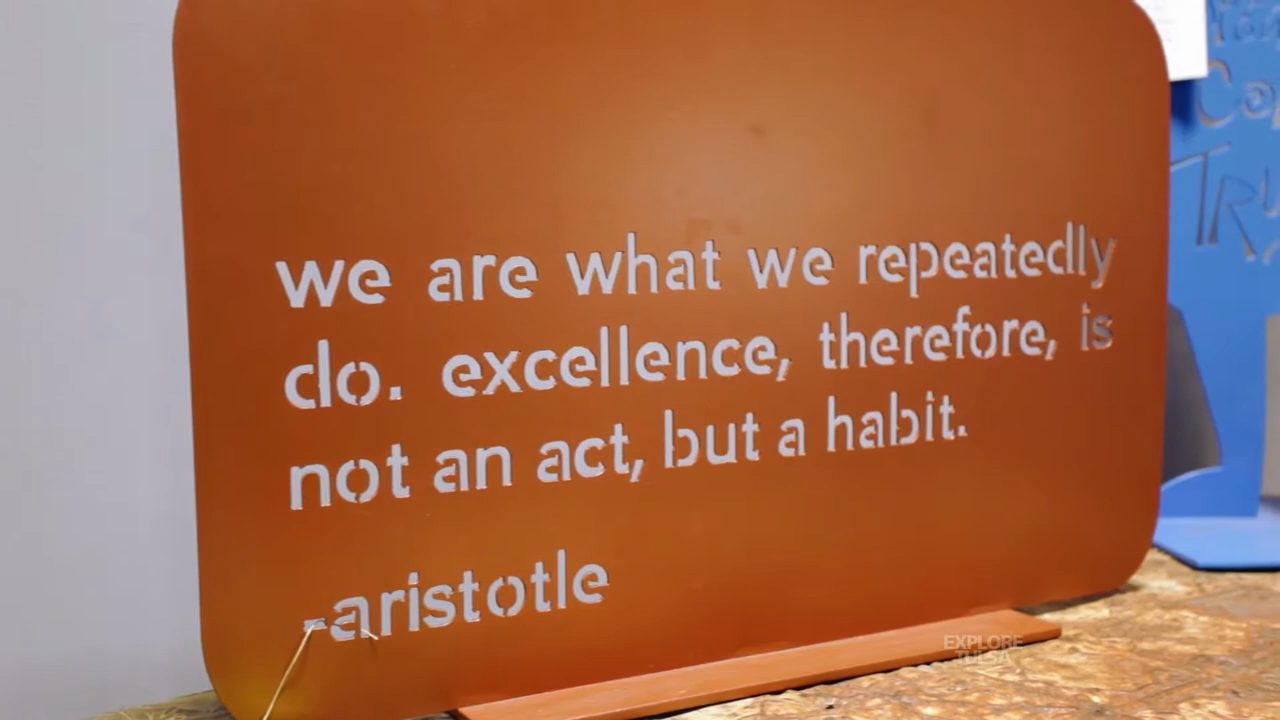 we are what we repeatedly
do. excellence, therefore, is
not an act, but a habit.
-aristotle
EXPLORE
TULSA